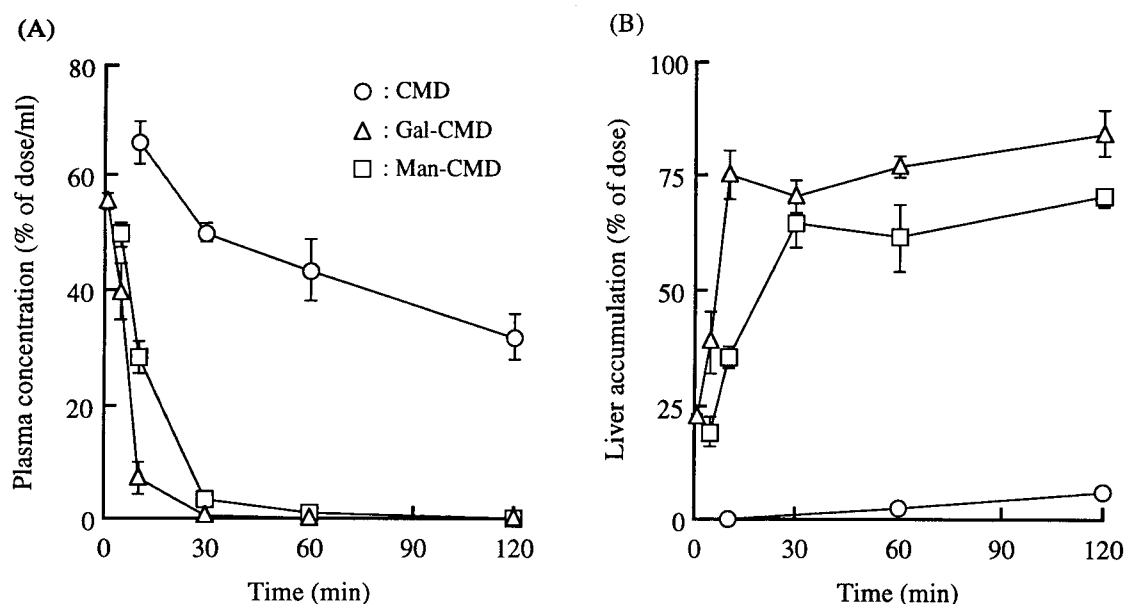 (A)
80
60
40
20
0
0 30 60 90 120
Plasma concentration (% of dose/ml)
Time (min)
: CMD
: Gal-CMD
: Man-CMD
(B)
100
75
50
25
0
0 30 60 90 120
Liver accumulation (% of dose)
Time (min)